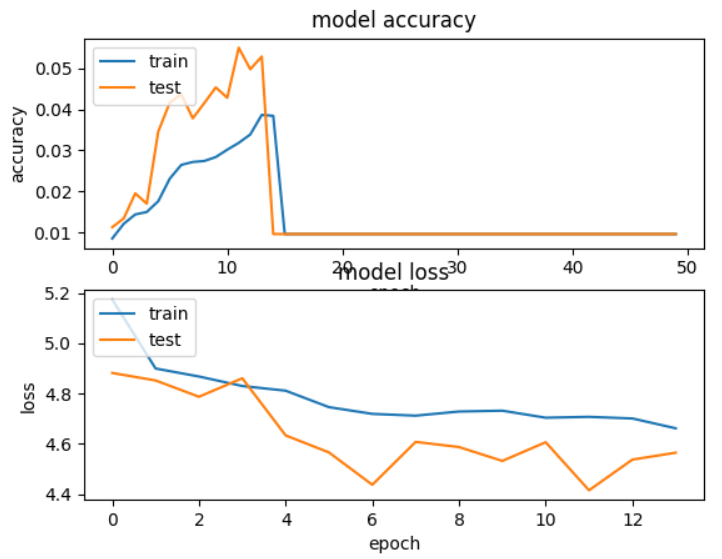 model accuracy
accuracy
train
test
0.05
0.04
0.03
0.02
0.01
0 10 20 30 40 50
epoch
model loss
loss
train
test
5.2
5.0
4.8
4.6
4.4
0 2 4 6 8 10 12
epoch